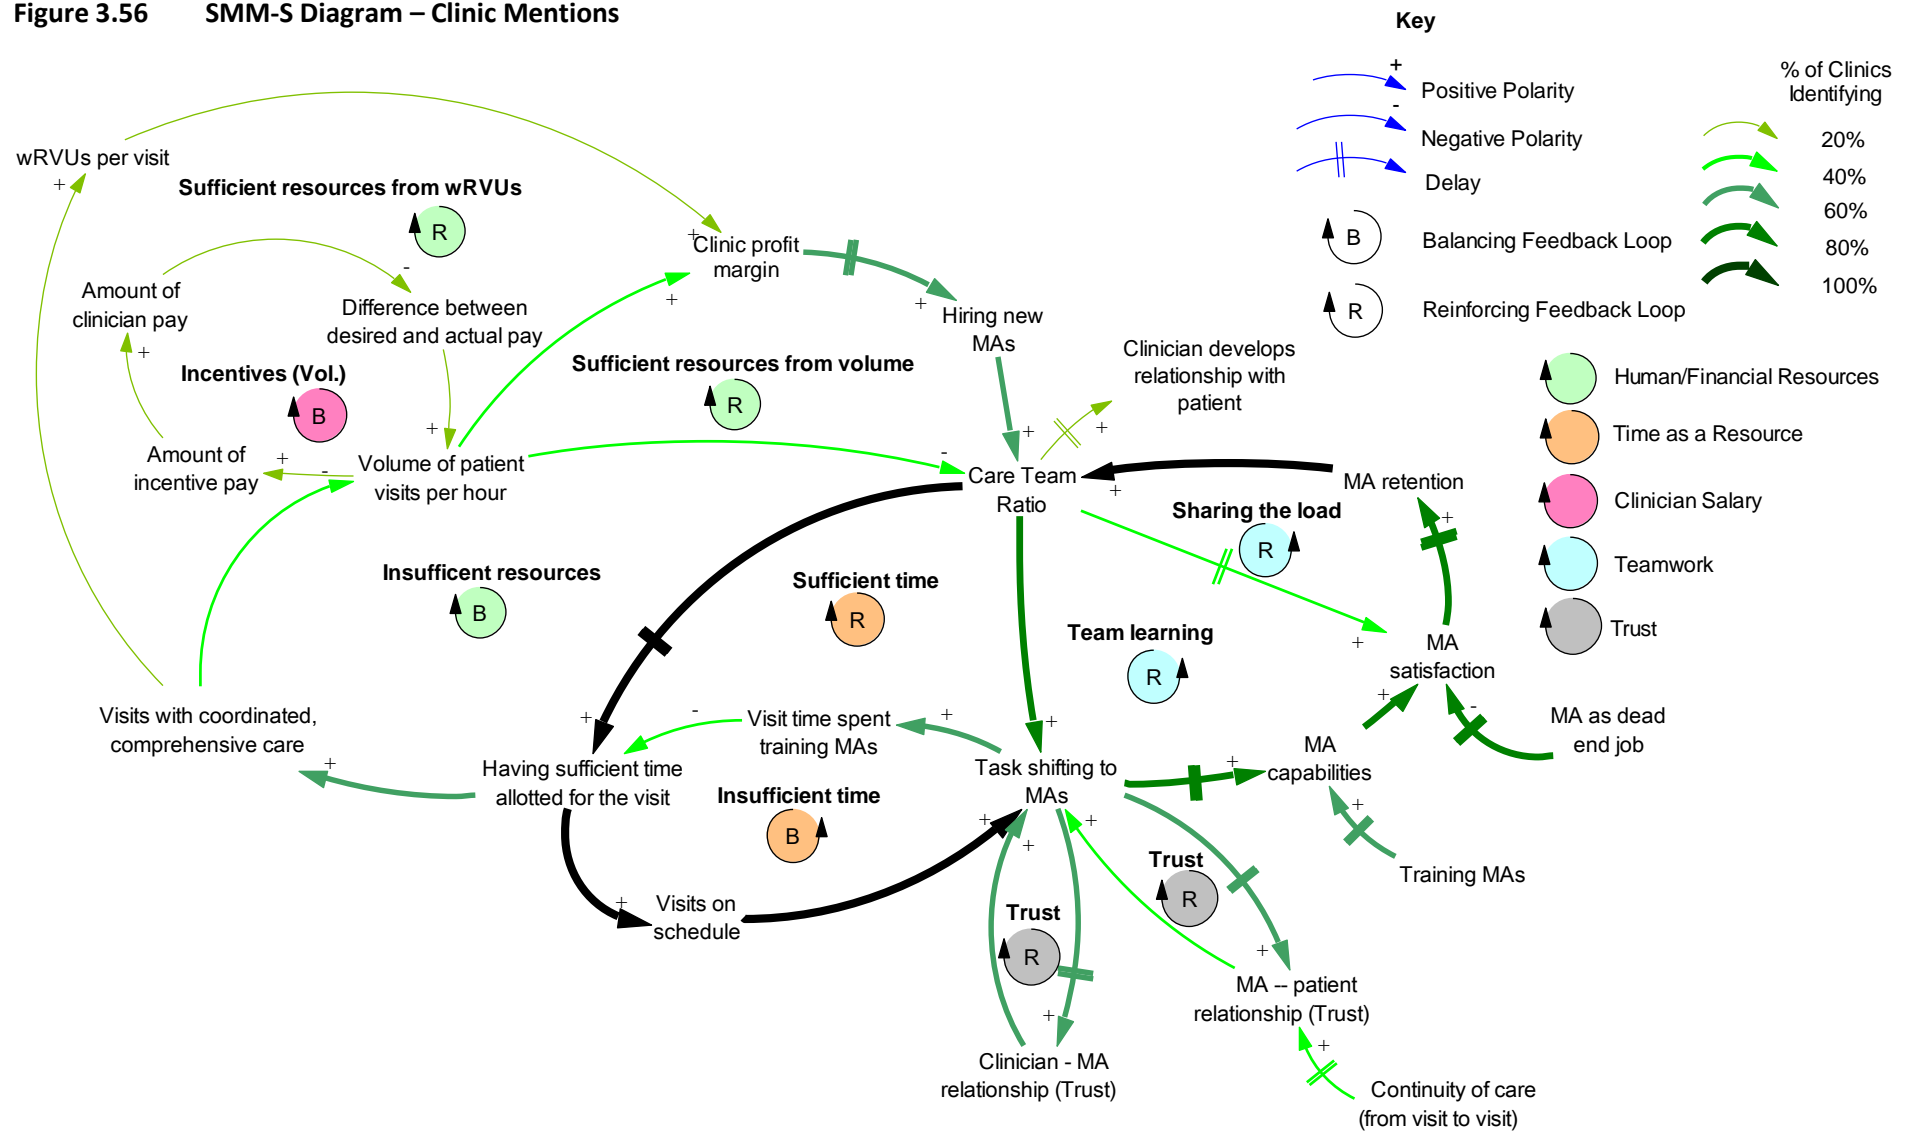 Figure 3.56 SMM-S Diagram – Clinic Mentions
Key
+
Positive Polarity
-
Negative Polarity
Delay
B
Balancing Feedback Loop
R
Reinforcing Feedback Loop
% of Clinics
Identifying
20%
40%
60%
80%
100%
Human/Financial Resources
Time as a Resource
Clinician Salary
Teamwork
Trust
wRVUs per visit
+
Sufficient resources from wRVUs
R
+
Clinic profit
margin
-
Amount of
clinician pay
+
Difference between
desired and actual pay
+
+
Hiring new
MAs
Incentives (Vol.)
B
Sufficient resources from volume
R
Clinician develops
relationship with
patient
+
+
+
Amount of
incentive pay
+
-
Volume of patient
visits per hour
-
Care Team
Ratio
+
MA retention
+
Sharing the load
R
Insufficent resources
B
Sufficient time
R
Team learning
R
+
MA
satisfaction
+
-
MA as dead
end job
Visits with coordinated,
comprehensive care
+
+
-
Visit time spent
training MAs
+
+
Having sufficient time
allotted for the visit
Task shifting to
MAs
+
MA
capabilities
+
Training MAs
Insufficient time
B
+
+
+
+
Visits on
schedule
Trust
R
Trust
R
+
MA -- patient
relationship (Trust)
+
+
Clinician - MA
relationship (Trust)
Continuity of care
(from visit to visit)